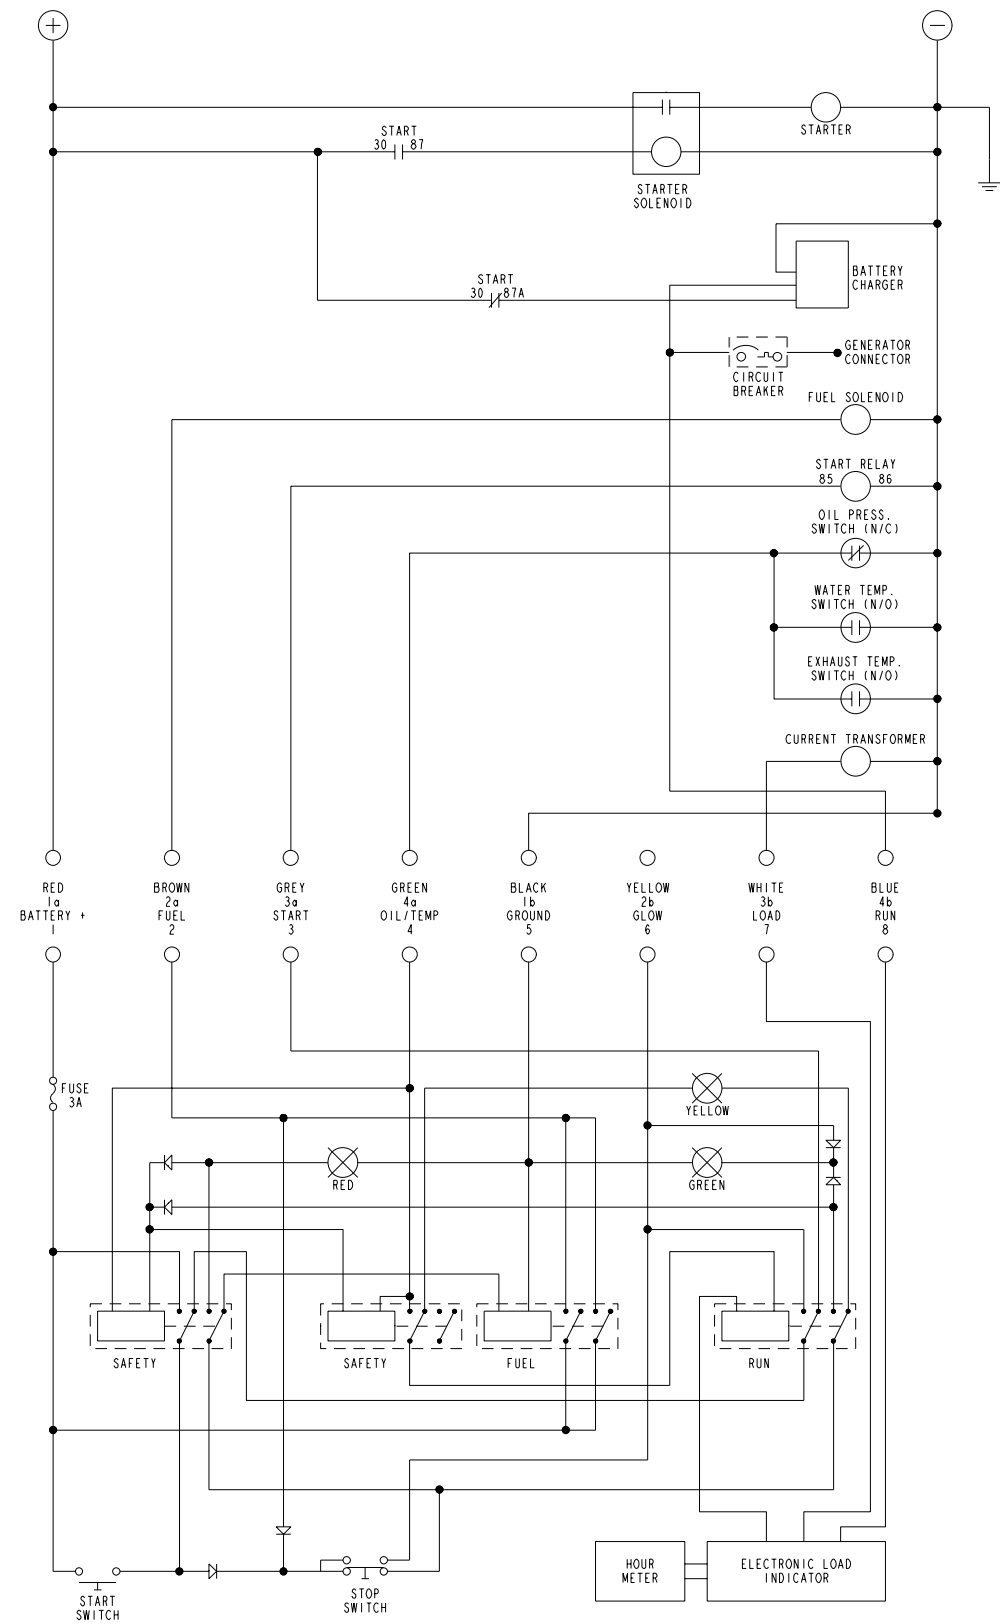 +
−
STARTER
START
30 87
STARTER
SOLENOID
START
30 87A
BATTERY
CHARGER
GENERATOR
CONNECTOR
CIRCUIT
BREAKER
FUEL SOLENOID
START RELAY
85 86
OIL PRESS.
SWITCH (N/C)
WATER TEMP.
SWITCH (N/O)
EXHAUST TEMP.
SWITCH (N/O)
CURRENT TRANSFORMER
RED
1a
BATTERY +
1
BROWN
2a
FUEL
2
GREY
3a
START
3
GREEN
4a
OIL/TEMP
4
BLACK
1b
GROUND
5
YELLOW
2b
GLOW
6
WHITE
3b
LOAD
7
BLUE
4b
RUN
8
FUSE
3A
YELLOW
RED
GREEN
SAFETY
SAFETY
FUEL
RUN
START
SWITCH
STOP
SWITCH
HOUR
METER
ELECTRONIC LOAD
INDICATOR